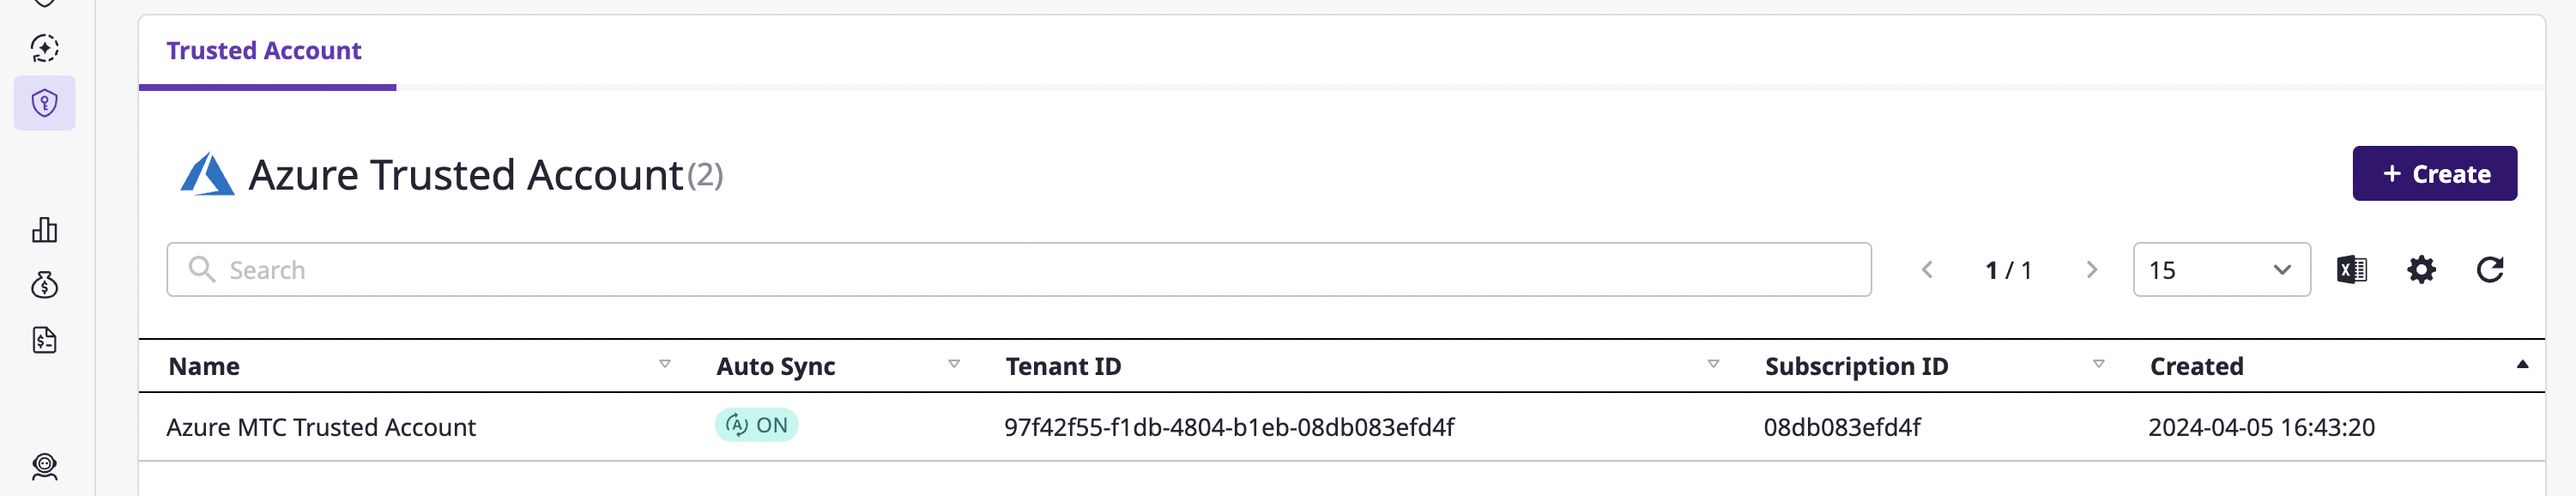 Trusted Account
Azure Trusted Account(2)
+ Create
Search
1 / 1
15
Name Auto Sync Tenant ID Subscription ID Created
Azure MTC Trusted Account ON 97f42f55-f1db-4804-b1eb-08db083efd4f 08db083efd4f 2024-04-05 16:43:20